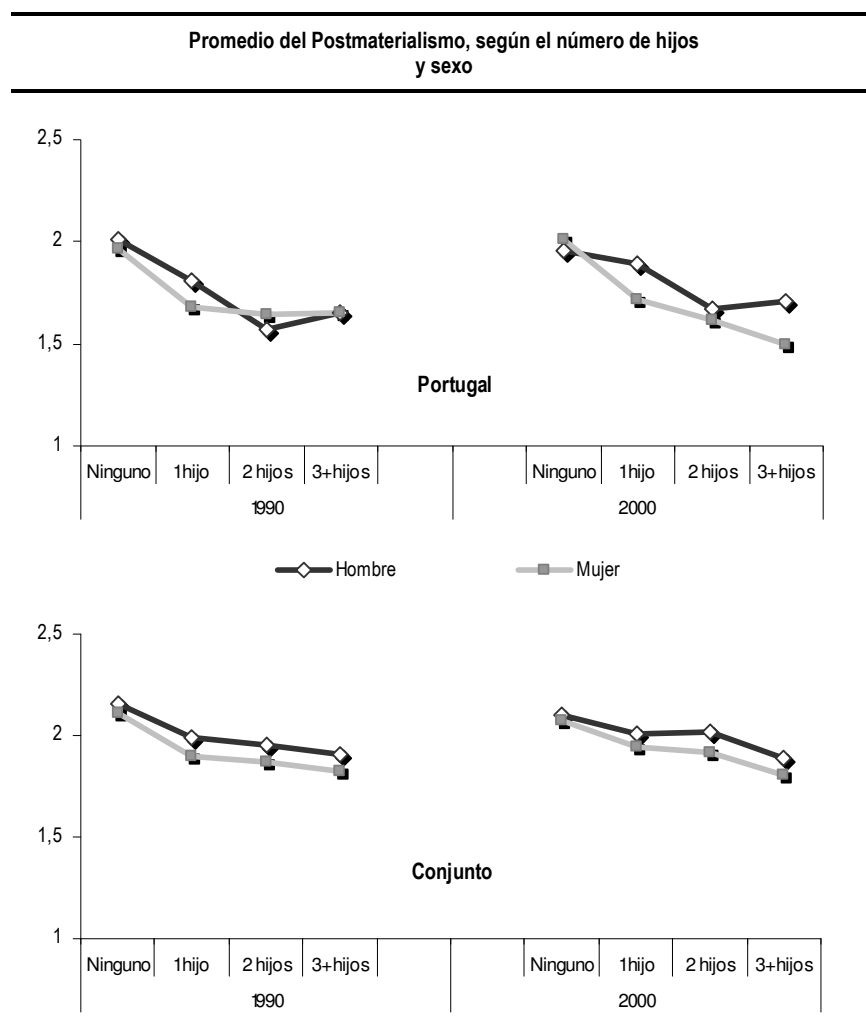 Promedio del Postmaterialismo, según el número de hijos
y sexo
2,5
2
1,5
1
Portugal
Ninguno 1hijo 2 hijos 3+hijos Ninguno 1hijo 2 hijos 3+hijos
1990 2000
Hombre Mujer
2,5
2
1,5
1
Conjunto
Ninguno 1hijo 2 hijos 3+hijos Ninguno 1hijo 2 hijos 3+hijos
1990 2000